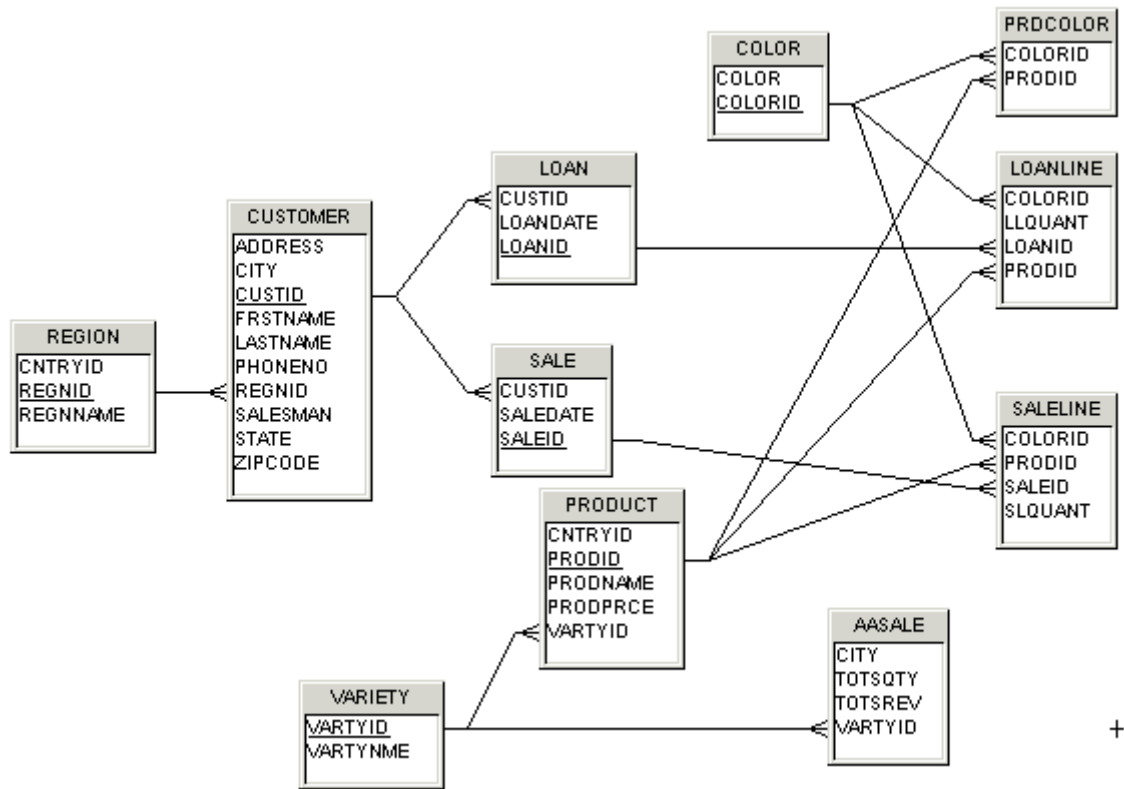 PRDCOLOR
COLORID
PRODID
COLOR
COLOR
COLORID
LOAN
CUSTID
LOANDATE
LOANID
LOANLINE
COLORID
LLQUANT
LOANID
PRODID
CUSTOMER
ADDRESS
CITY
CUSTID
FRSTNAME
LASTNAME
PHONENO
REGNID
SALESMAN
STATE
ZIPCODE
REGION
CNTRYID
REGNID
REGNNAME
SALE
CUSTID
SALEDATE
SALEID
SALELINE
COLORID
PRODID
SALEID
SLQUANT
PRODUCT
CNTRYID
PRODID
PRODNAME
PRODPRCE
VARTYID
AASALE
CITY
TOTSQTY
TOTSREV
VARTYID
VARIETY
VARTYID
VARTYNME
+